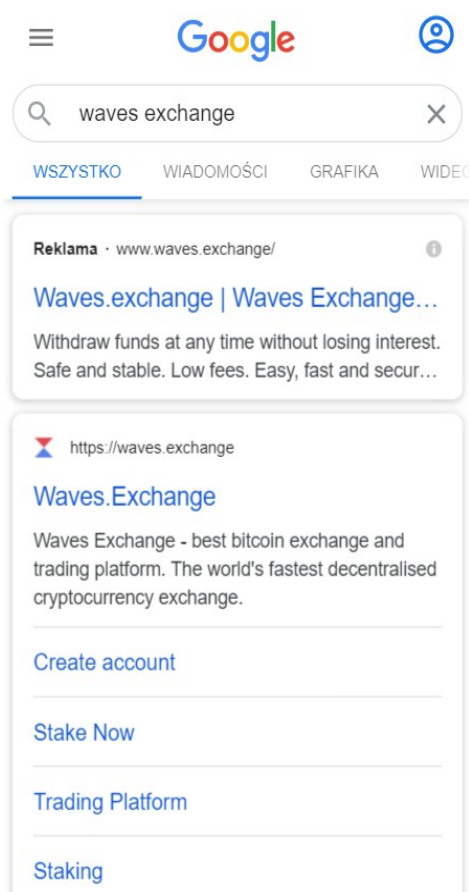 Google
waves exchange
WSZYSTKO WIADOMOŚCI GRAFIKA WIDEO
Reklama · www.waves.exchange/
Waves.exchange | Waves Exchange...
Withdraw funds at any time without losing interest.
Safe and stable. Low fees. Easy, fast and secur...
https://waves.exchange
Waves.Exchange
Waves Exchange - best bitcoin exchange and
trading platform. The world's fastest decentralised
cryptocurrency exchange.
Create account
Stake Now
Trading Platform
Staking